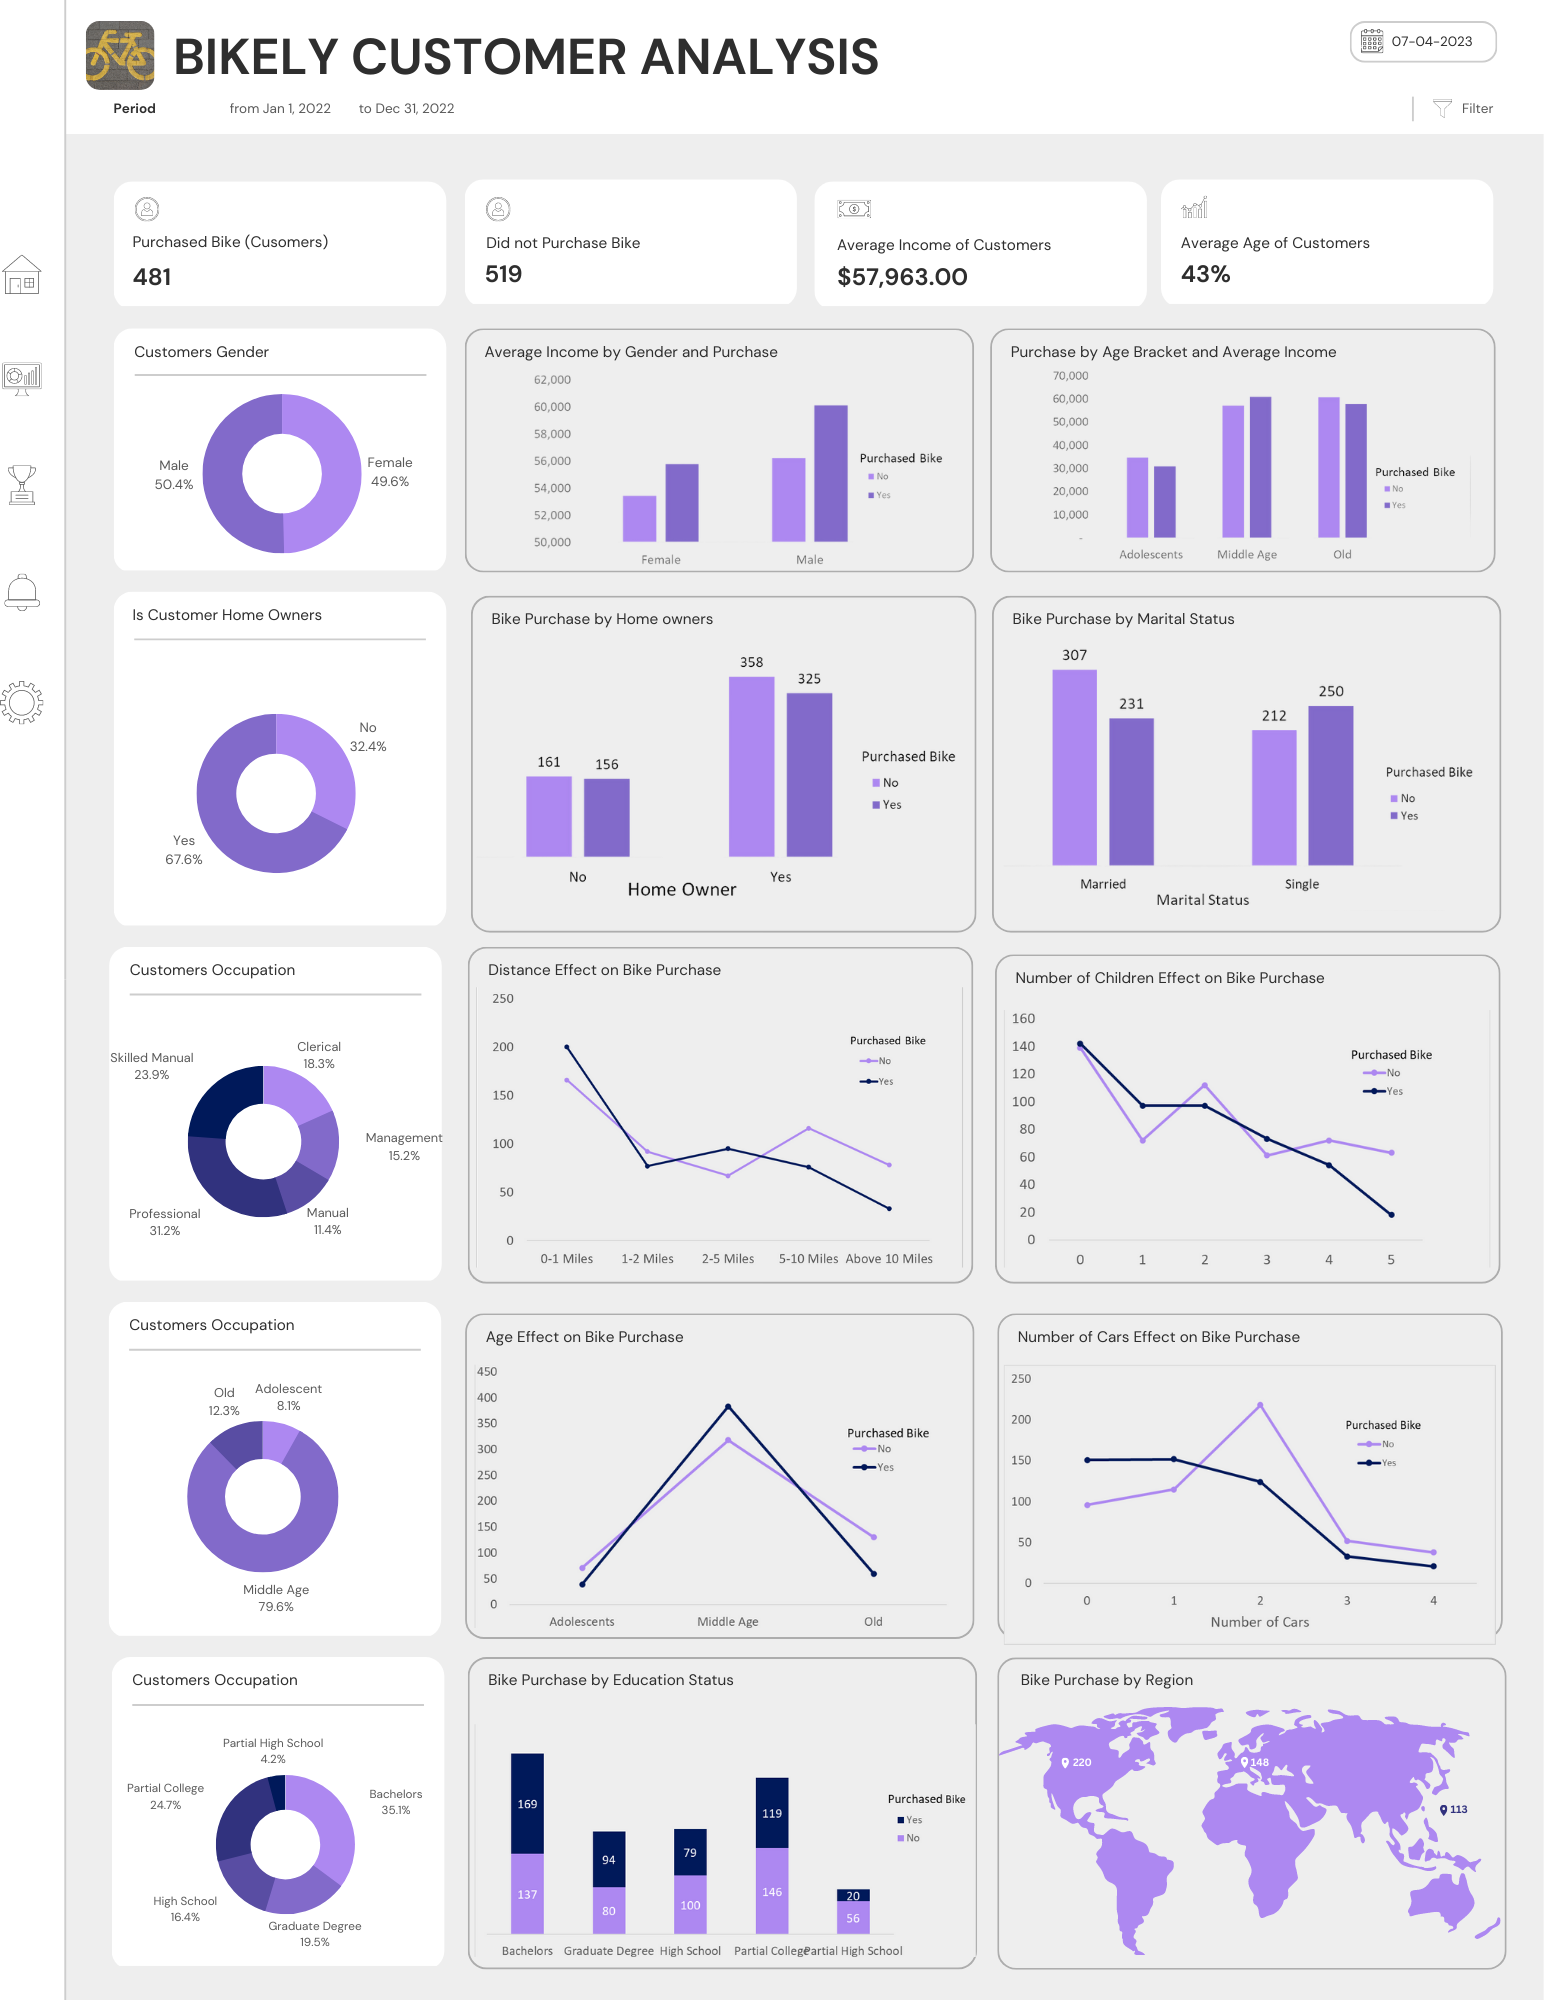 BIKELY CUSTOMER ANALYSIS
07-04-2023
Period from Jan 1, 2022 to Dec 31, 2022
Filter
Purchased Bike (Cusomers)
481
Did not Purchase Bike
519
Average Income of Customers
$57,963.00
Average Age of Customers
43%
Customers Gender
Male
50.4%
Female
49.6%
Average Income by Gender and Purchase
62,000
60,000
58,000
56,000
54,000
52,000
50,000
Female Male
Purchased Bike
No
Yes
Purchase by Age Bracket and Average Income
70,000
60,000
50,000
40,000
30,000
20,000
10,000
-
Adolescents Middle Age Old
Purchased Bike
No
Yes
Is Customer Home Owners
No
32.4%
Yes
67.6%
Bike Purchase by Home owners
161 156 358 325
No Yes
Home Owner
Purchased Bike
No
Yes
Bike Purchase by Marital Status
307 231 212 250
Married Single
Marital Status
Purchased Bike
No
Yes
Customers Occupation
Skilled Manual
23.9%
Clerical
18.3%
Management
15.2%
Professional
31.2%
Manual
11.4%
Distance Effect on Bike Purchase
250
200
150
100
50
0
0-1 Miles 1-2 Miles 2-5 Miles 5-10 Miles Above 10 Miles
Purchased Bike
No
Yes
Number of Children Effect on Bike Purchase
160
140
120
100
80
60
40
20
0
0 1 2 3 4 5
Purchased Bike
No
Yes
Customers Occupation
Old
12.3%
Adolescent
8.1%
Middle Age
79.6%
Age Effect on Bike Purchase
450
400
350
300
250
200
150
100
50
0
Adolescents Middle Age Old
Purchased Bike
No
Yes
Number of Cars Effect on Bike Purchase
250
200
150
100
50
0
0 1 2 3 4
Number of Cars
Purchased Bike
No
Yes
Customers Occupation
Partial High School
4.2%
Partial College
24.7%
Bachelors
35.1%
High School
16.4%
Graduate Degree
19.5%
Bike Purchase by Education Status
169 94 79 119 20
137 80 100 146 56
Bachelors Graduate Degree High School Partial College Partial High School
Purchased Bike
Yes
No
Bike Purchase by Region
220
148
113